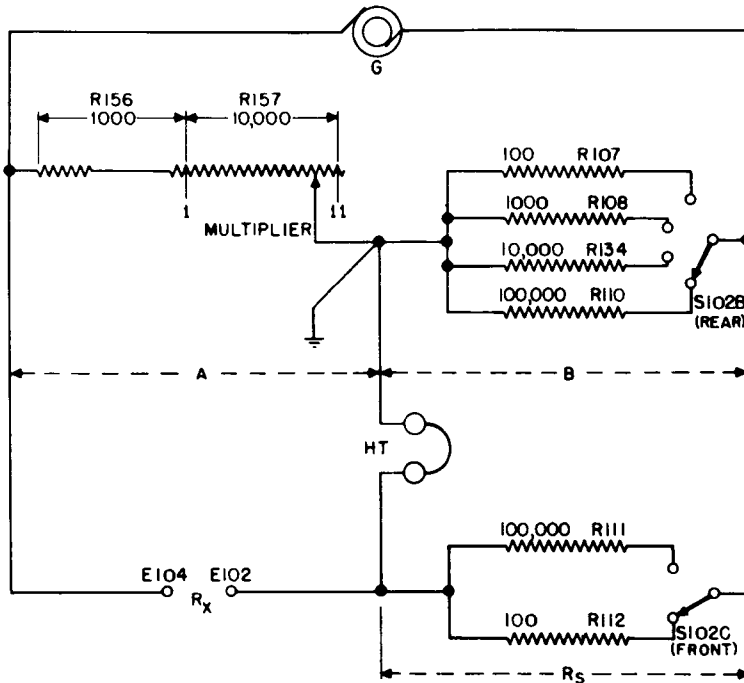 G
R156 R157
1000 10,000
1 11
MULTIPLIER
100 R107
1000 R108
10,000 R134
100,000 R110
S102B
(REAR)
A B
HT
100,000 R111
E104 E102
RX
100 R112
S102C
(FRONT)
RS